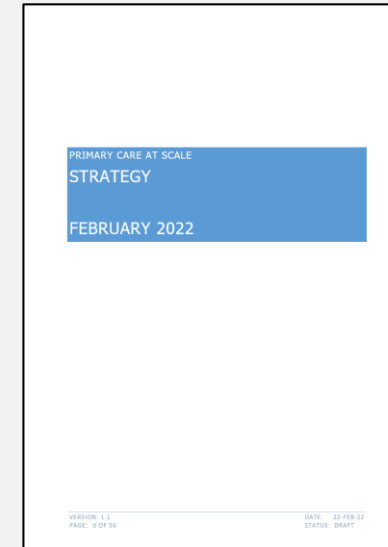 PRIMARY CARE AT SCALE
STRATEGY
FEBRUARY 2022
VERSION: 1.1
PAGE: 0 OF 56
DATE: 22-FEB-22
STATUS: DRAFT